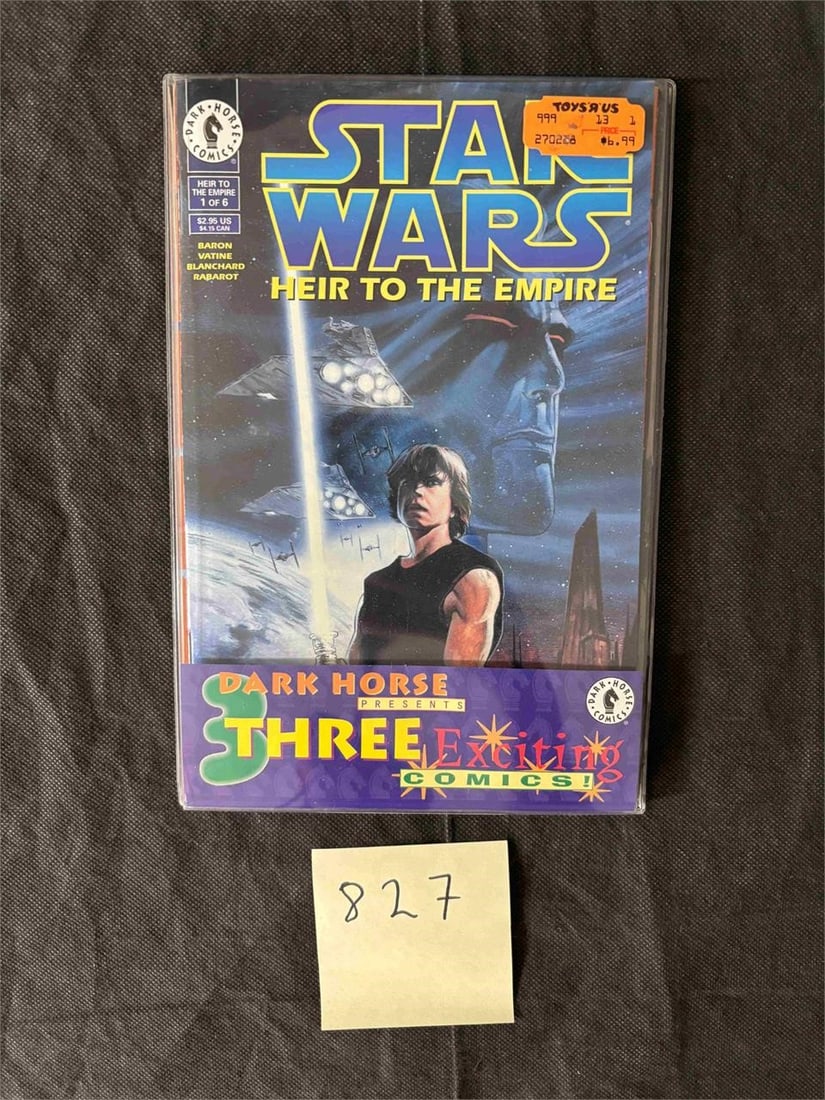 DARK·HORSE
COMICS
HEIR TO
THE EMPIRE
1 OF 6
$2.95 US
$4.15 CAN
BARON
VATINE
BLANCHARD
RABAROT
TOYS"R"US
999 13 1
PRICE
$6.99
STAR
WARS
HEIR TO THE EMPIRE
DARK HORSE
PRESENTS
3
THREE Exciting
COMICS!
DARK·HORSE
COMICS
827